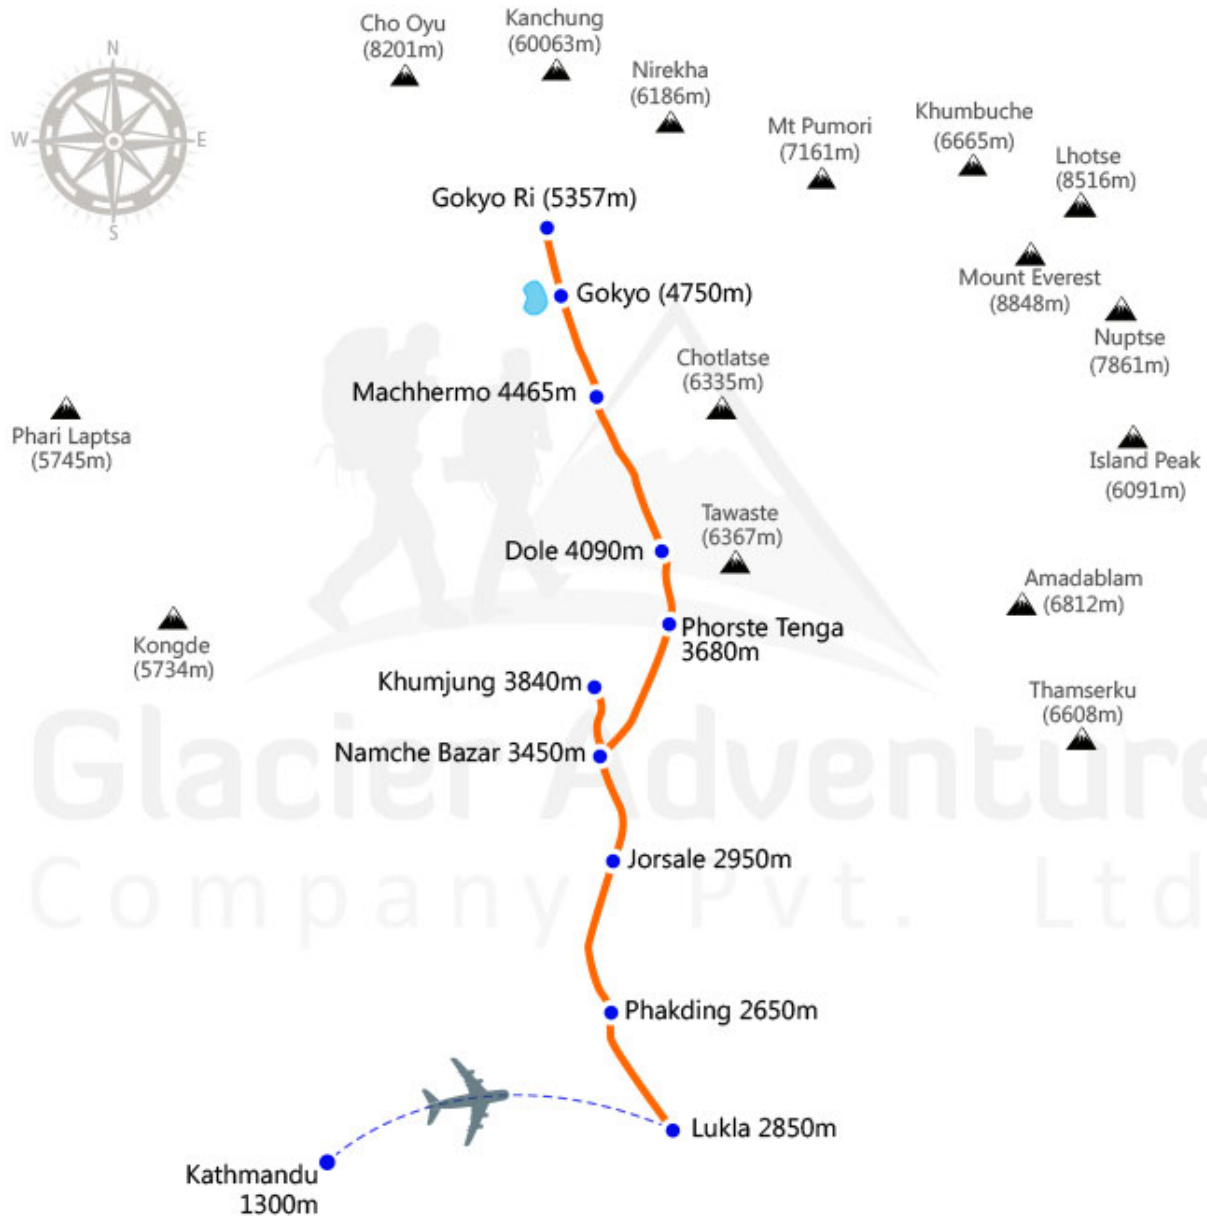 Cho Oyu
(8201m)
Kanchung
(60063m)
Nirekha
(6186m)
Mt Pumori
(7161m)
Khumbuche
(6665m)
Lhotse
(8516m)
N
W
E
S
Gokyo Ri (5357m)
Mount Everest
(8848m)
Gokyo (4750m)
Nuptse
(7861m)
Chotlatse
(6335m)
Machhermo 4465m
Phari Laptsa
(5745m)
Island Peak
(6091m)
Tawaste
(6367m)
Dole 4090m
Amadablam
(6812m)
Kongde
(5734m)
Phorste Tenga
3680m
Khumjung 3840m
Thamserku
(6608m)
Namche Bazar 3450m
Glacier Adventure
Company Pvt. Ltd
Jorsale 2950m
Phakding 2650m
Lukla 2850m
Kathmandu
1300m